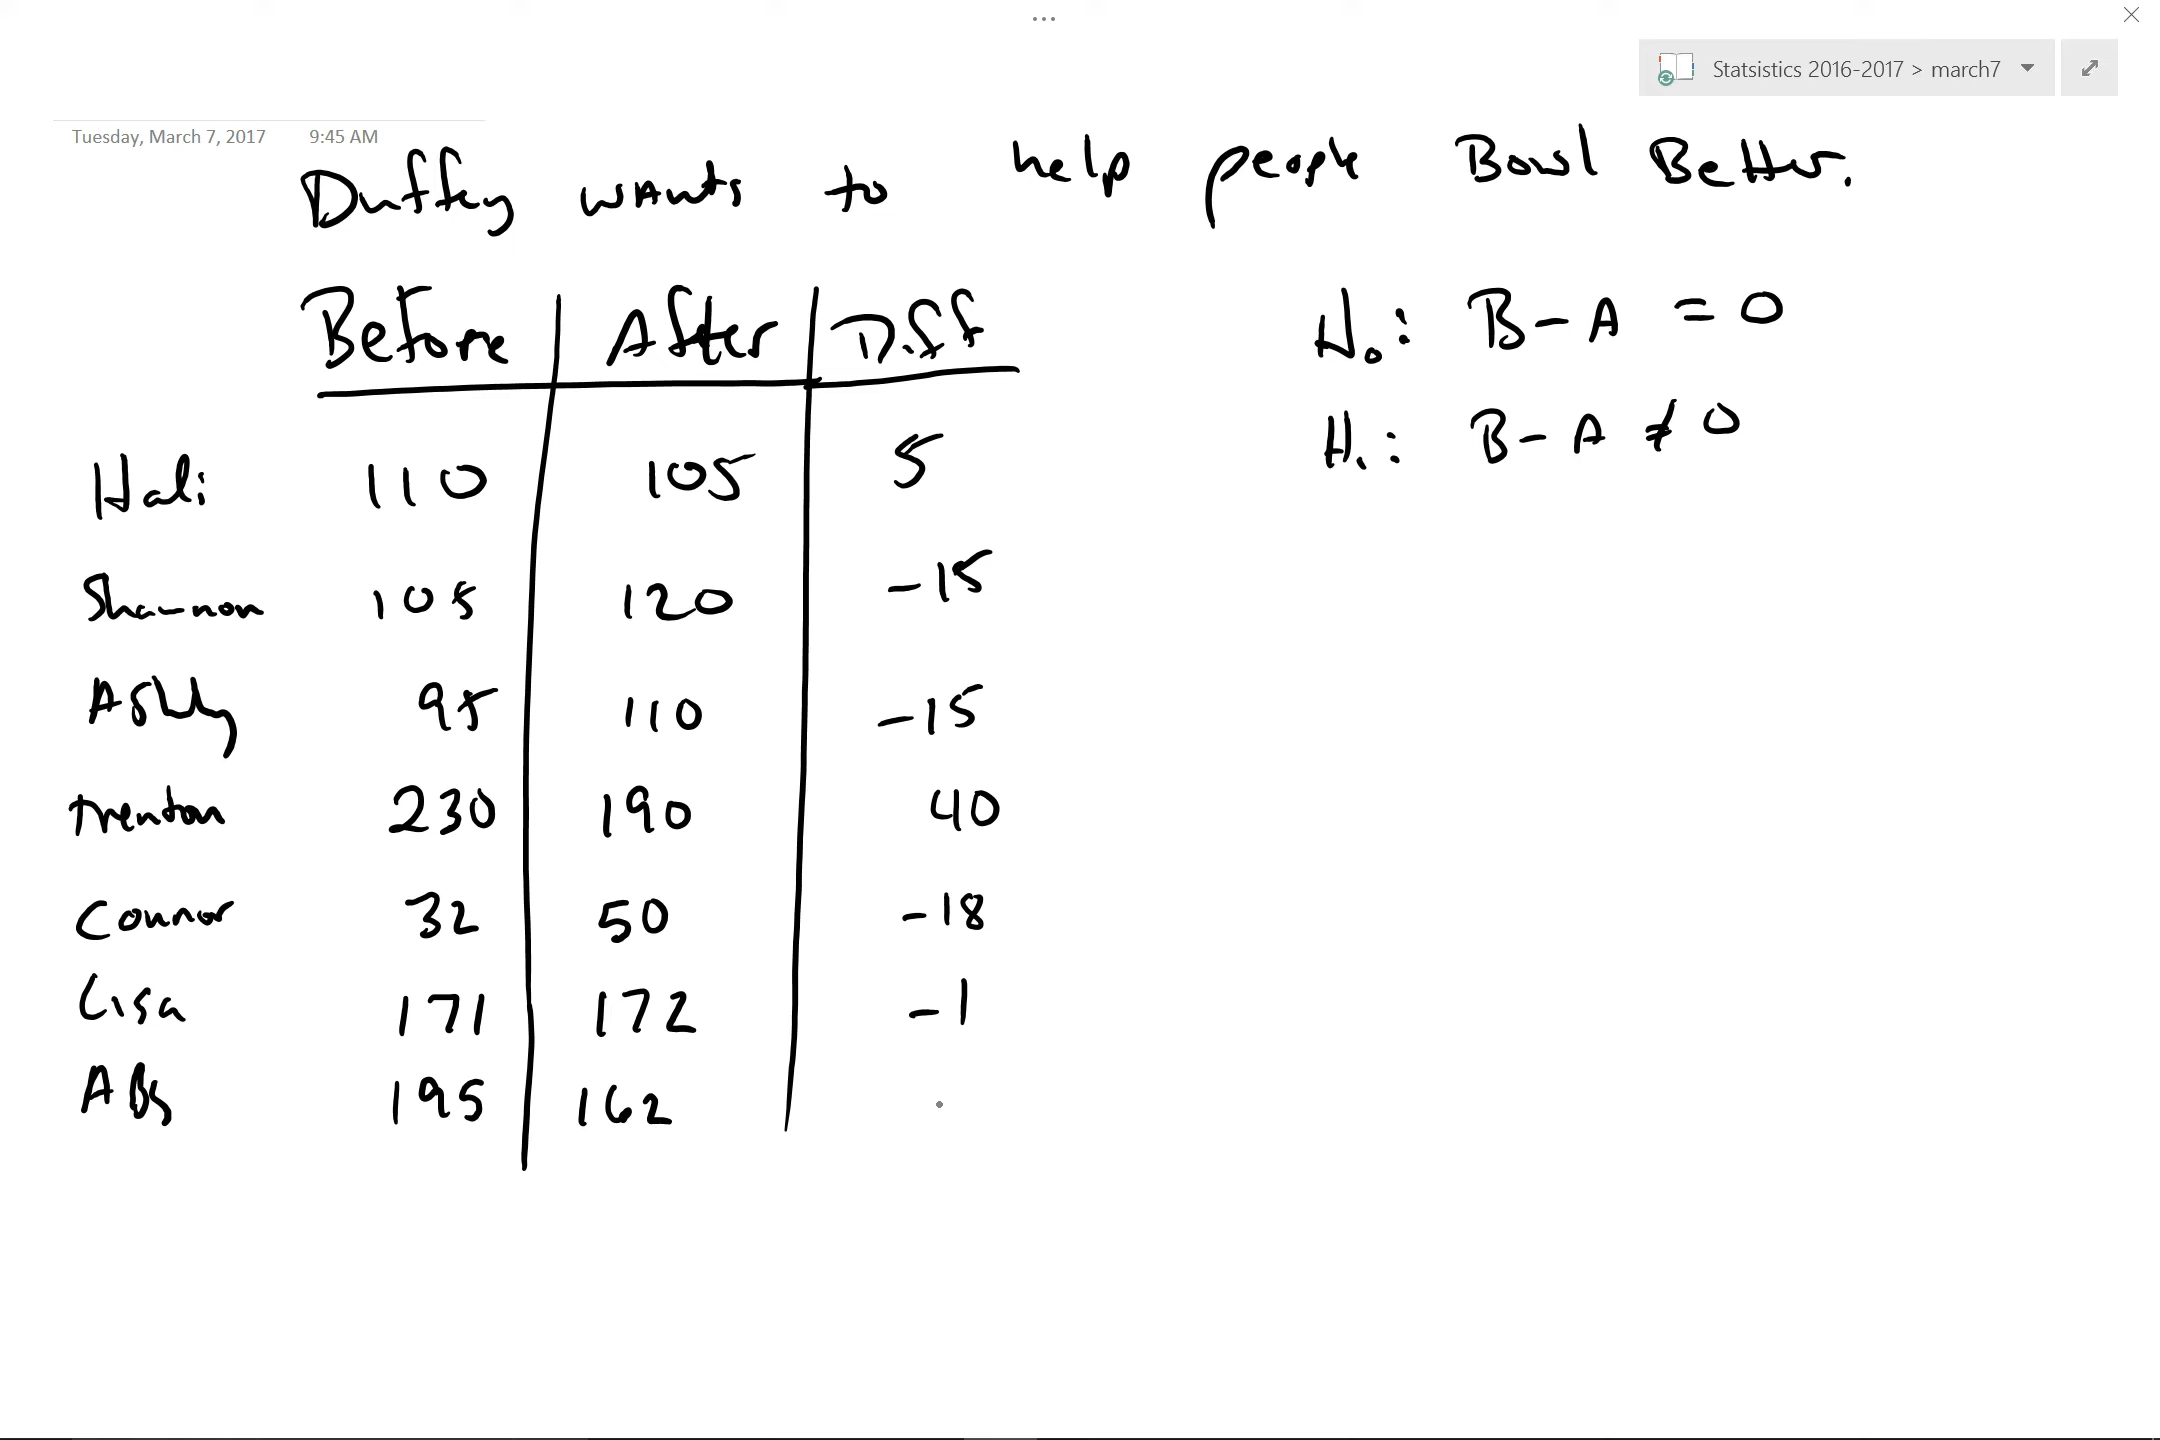 Statsistics 2016-2017 > march7
Tuesday, March 7, 2017 9:45 AM
Duffey wants to help people Bowl Better.
Before After Diff
H₀: B-A = 0
H₁: B-A ≠ 0
Hali 110 105 5
Shannon 105 120 -15
Ashly 95 110 -15
Trenton 230 190 40
Connor 32 50 -18
Lisa 171 172 -1
Abby 195 162